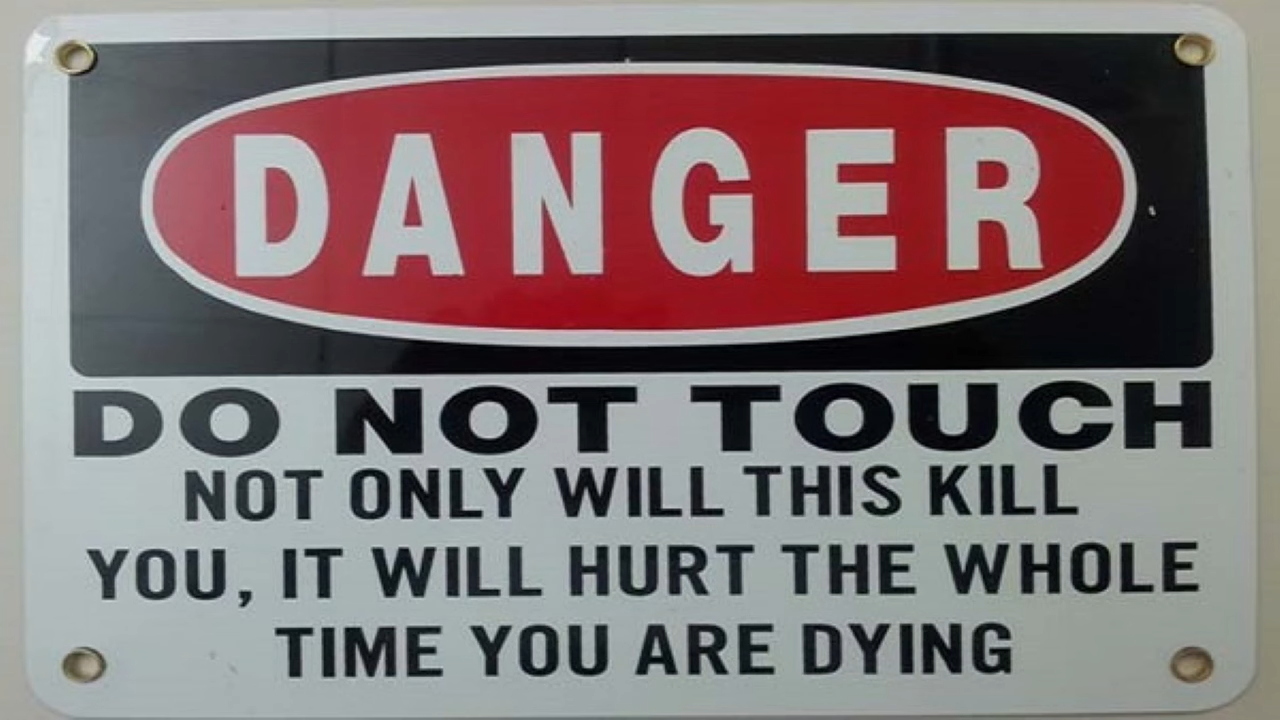 DANGER
DO NOT TOUCH
NOT ONLY WILL THIS KILL
YOU, IT WILL HURT THE WHOLE
TIME YOU ARE DYING